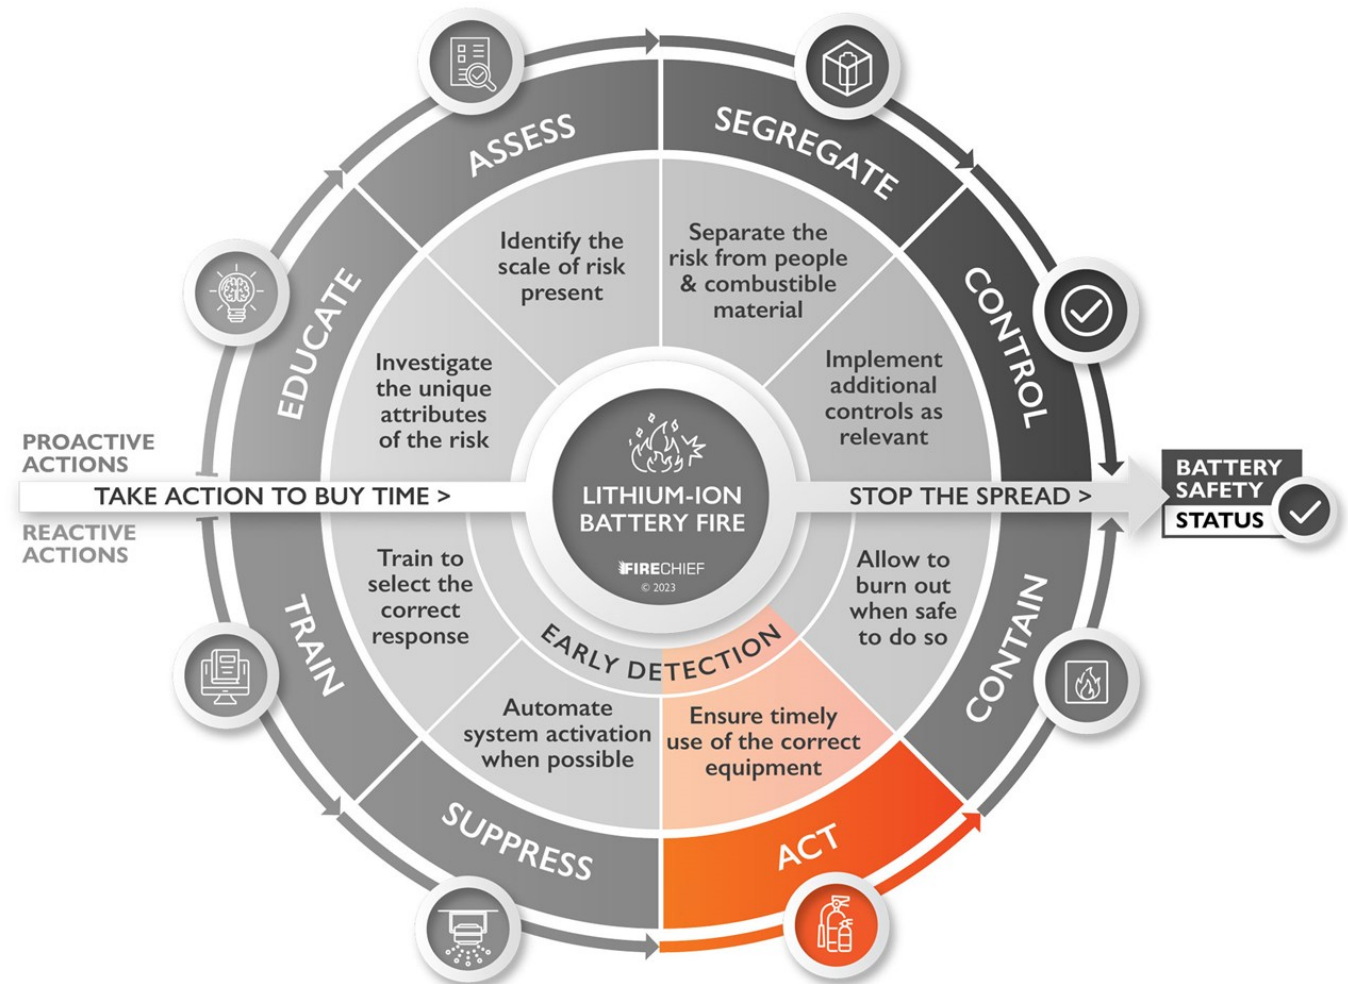 ASSESS
SEGREGATE
EDUCATE
CONTROL
Identify the
scale of risk
present
Separate the
risk from people
& combustible
material
Investigate
the unique
attributes
of the risk
Implement
additional
controls as
relevant
PROACTIVE
ACTIONS
TAKE ACTION TO BUY TIME >
REACTIVE
ACTIONS
LITHIUM-ION
BATTERY FIRE
FIRECHIEF
© 2023
STOP THE SPREAD >
BATTERY
SAFETY
STATUS
Train to
select the
correct
response
Allow to
burn out
when safe
to do so
TRAIN
EARLY DETECTION
CONTAIN
Automate
system activation
when possible
Ensure timely
use of the correct
equipment
SUPPRESS
ACT